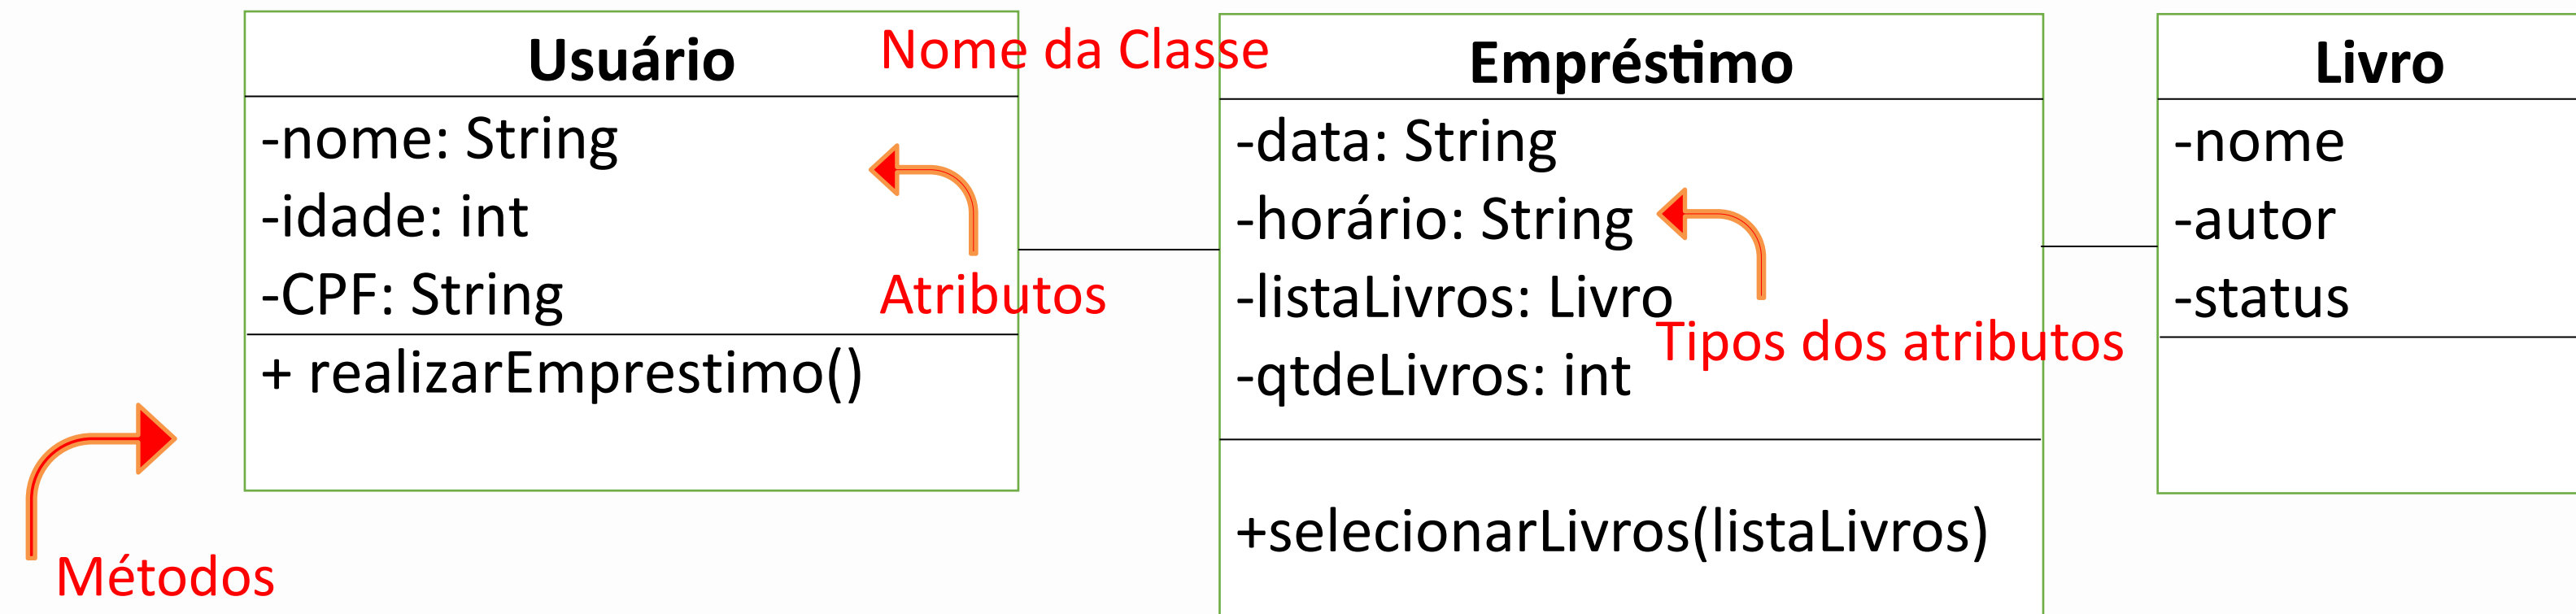 Usuário
-nome: String
-idade: int
-CPF: String
+ realizarEmprestimo()
Métodos
Nome da Classe
Atributos
Empréstimo
-data: String
-horário: String
-listaLivros: Livro
-qtdeLivros: int
Tipos dos atributos
+selecionarLivros(listaLivros)
Livro
-nome
-autor
-status